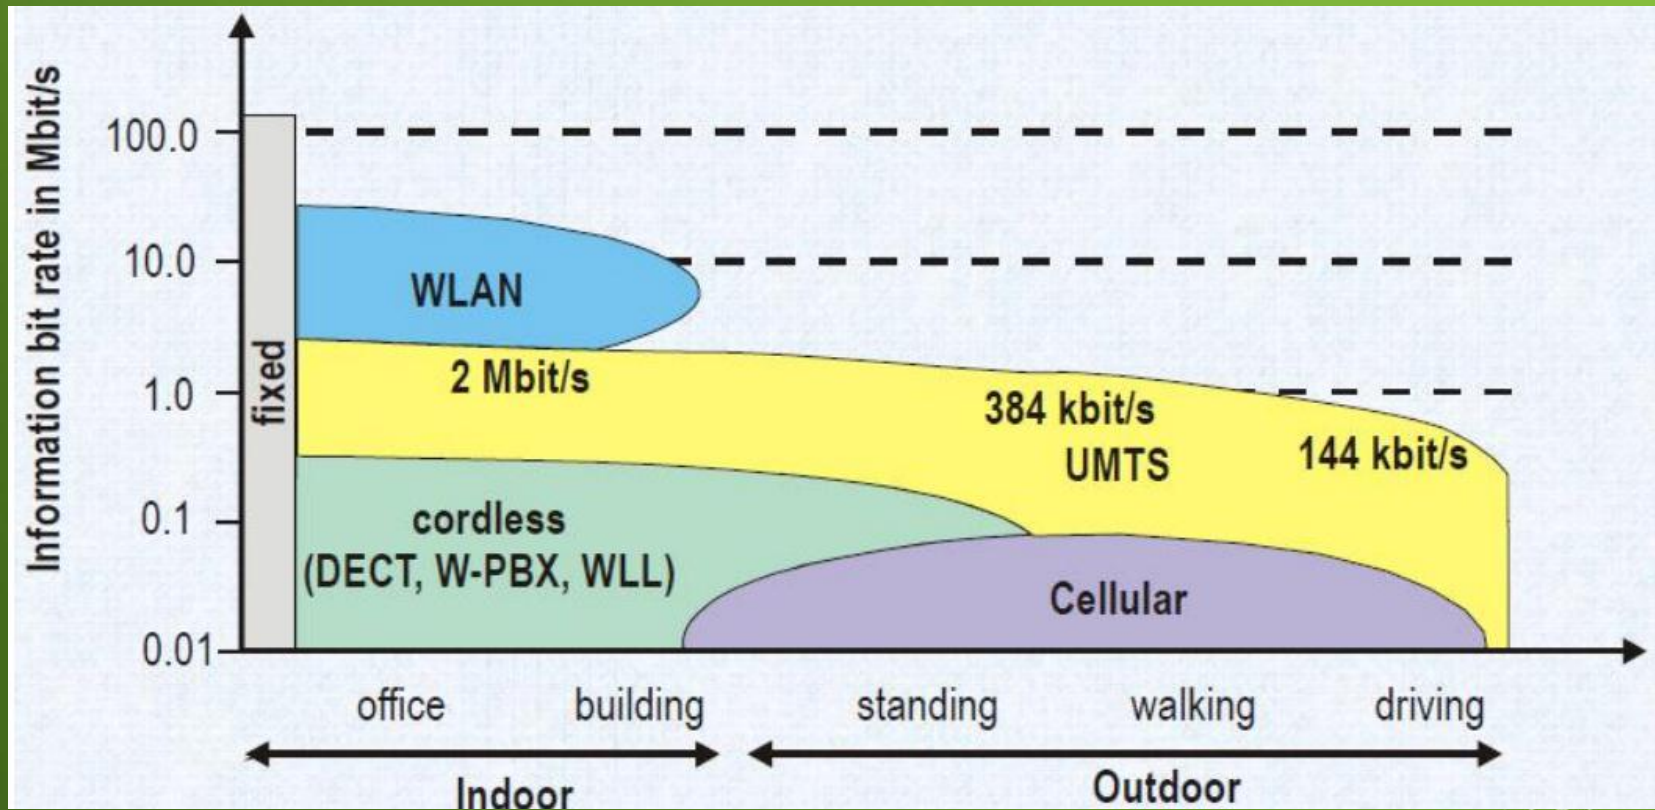 Information bit rate in Mbit/s
100.0
10.0
1.0
0.1
0.01
fixed
WLAN
2 Mbit/s
384 kbit/s
UMTS
144 kbit/s
cordless
(DECT, W-PBX, WLL)
Cellular
office building standing walking driving
Indoor Outdoor